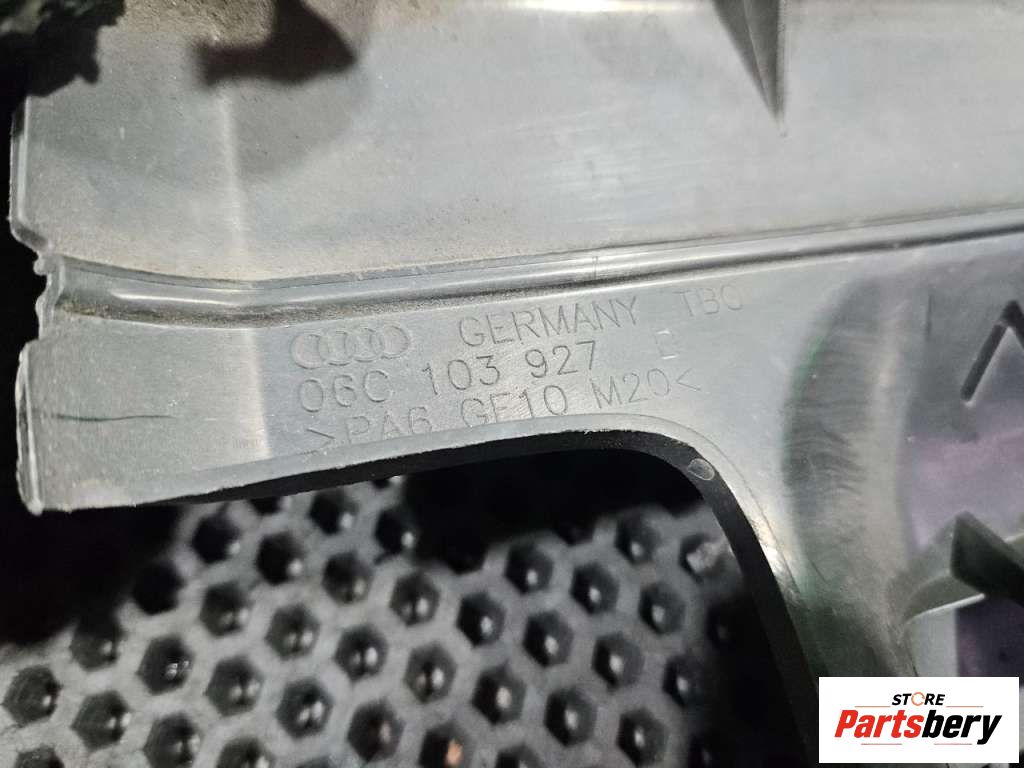 GERMANY TBO
06C 103 927 E
>PA6 GF10 M20<
STORE
Partsbery